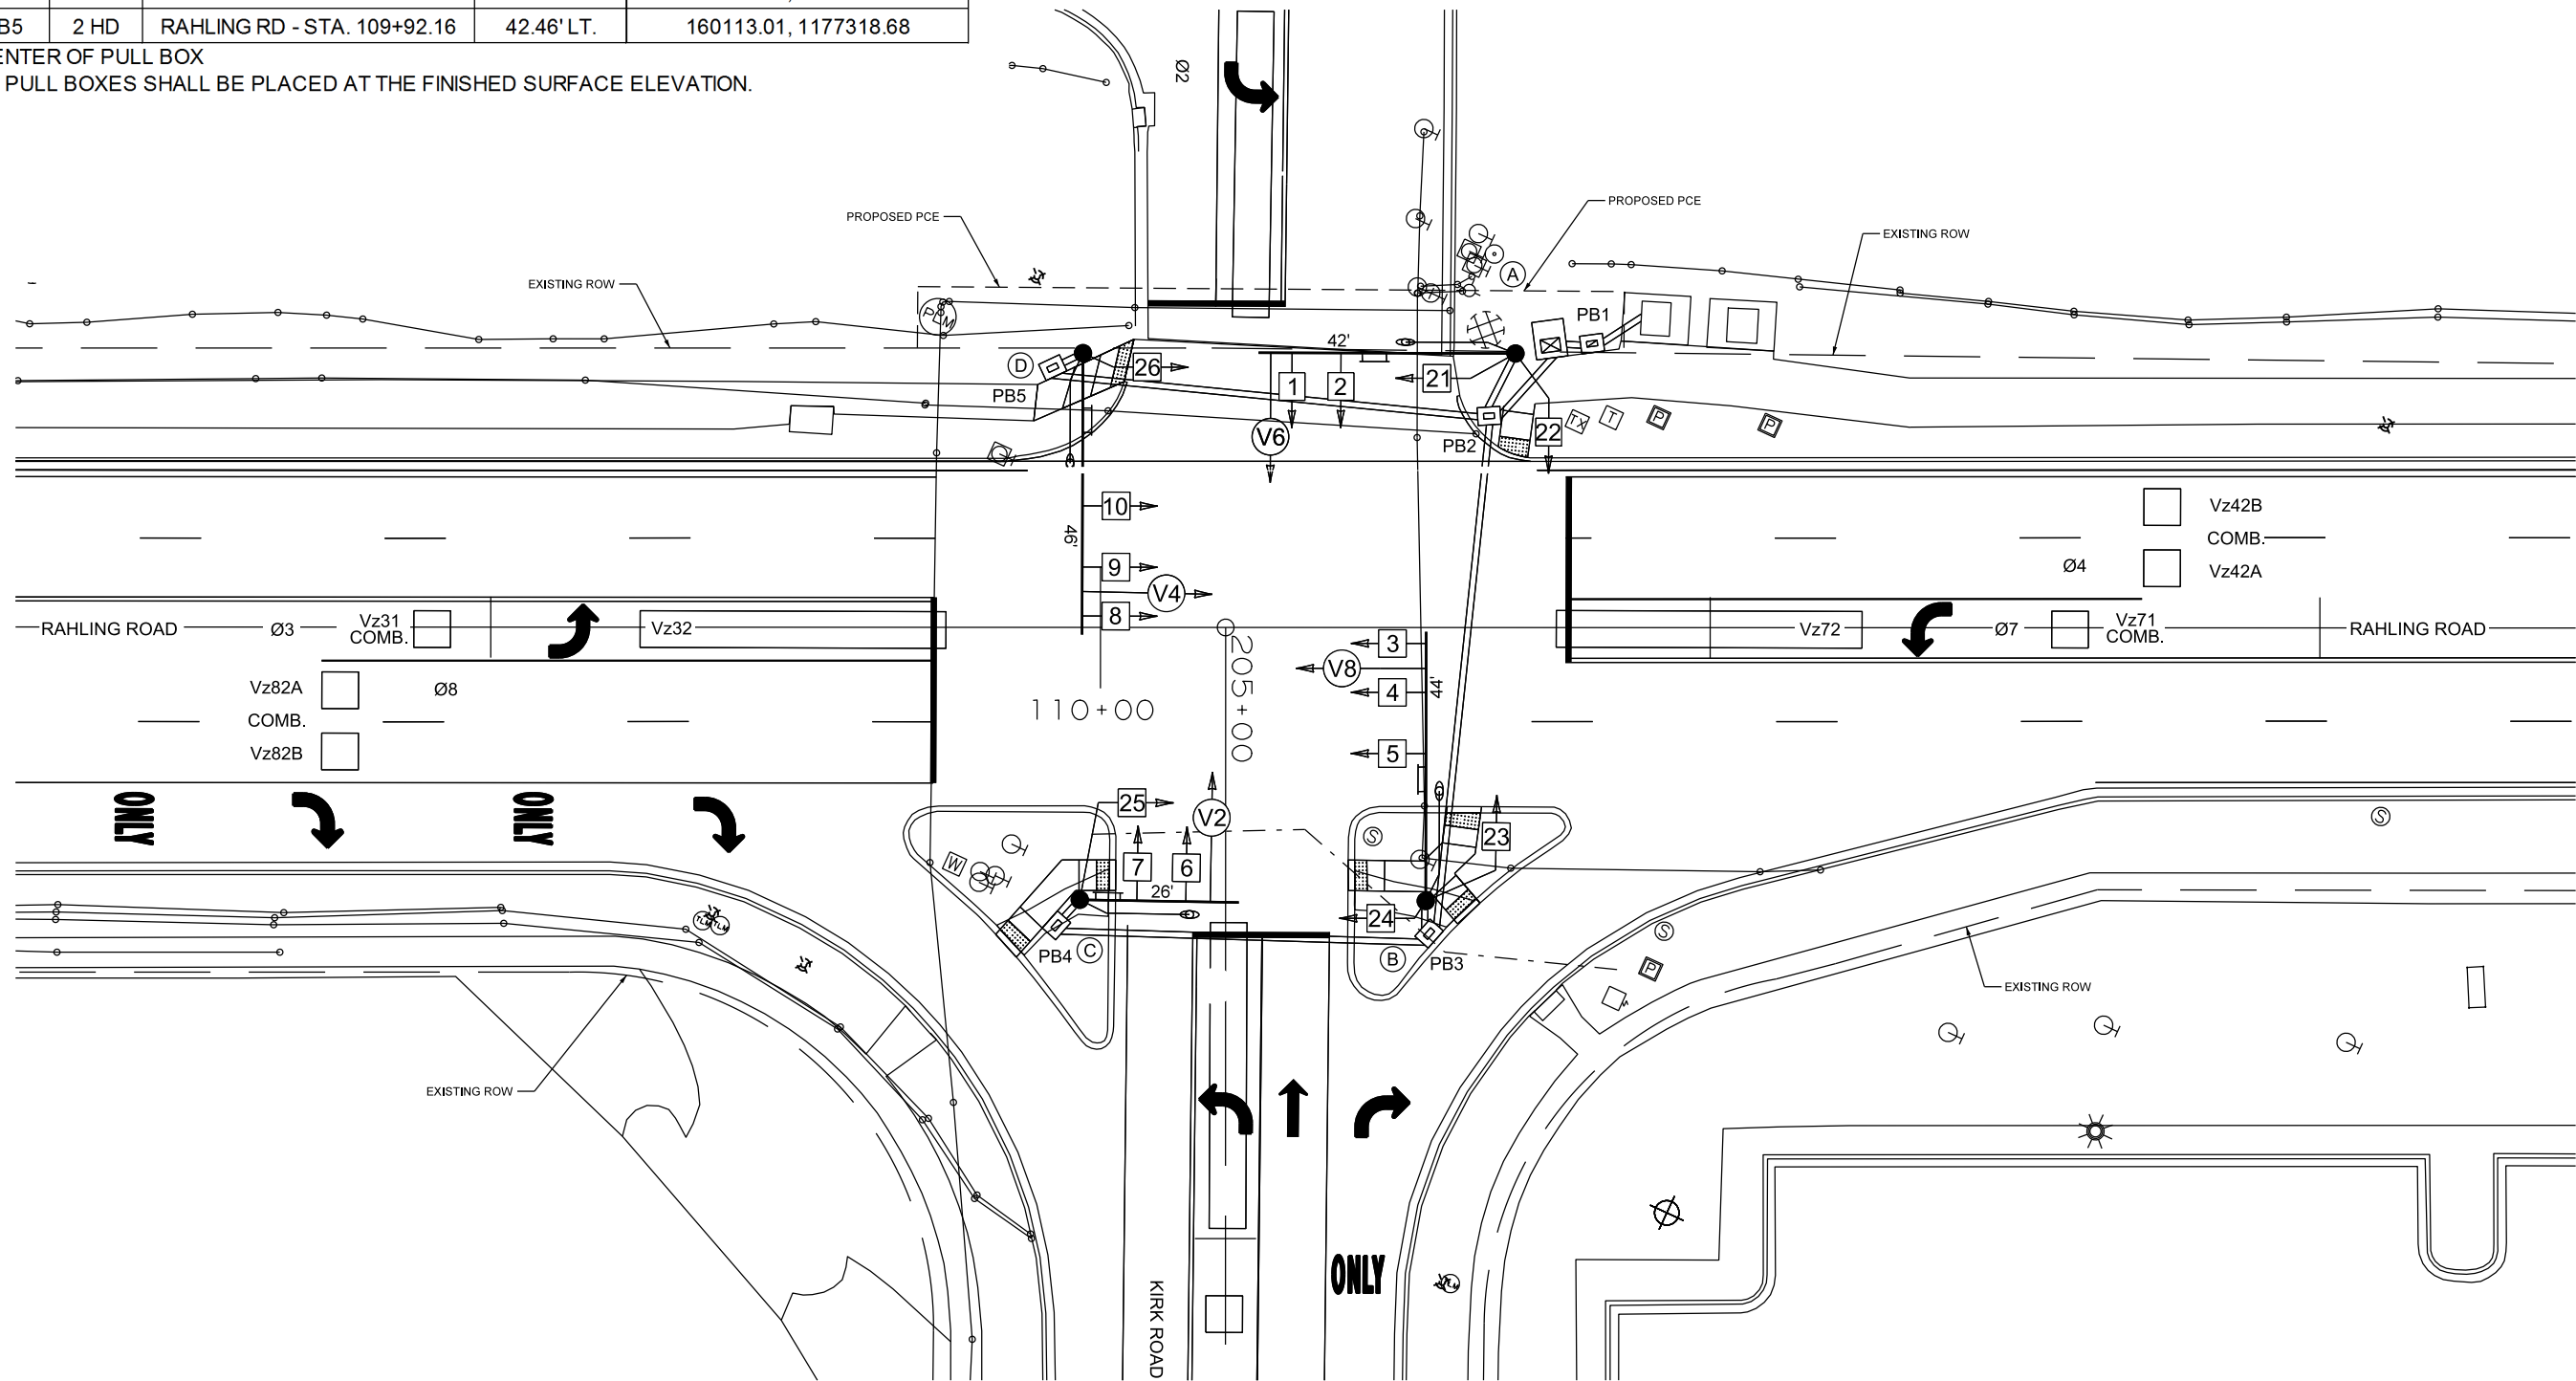 B5 2 HD RAHLING RD - STA. 109+92.16 42.46' LT. 160113.01, 1177318.68
ENTER OF PULL BOX
PULL BOXES SHALL BE PLACED AT THE FINISHED SURFACE ELEVATION.
Ø2
PROPOSED PCE
PROPOSED PCE
EXISTING ROW
EXISTING ROW
A
PLM
PB1
42'
D
26
1
2
21
PB5
V6
PB2
22
TX
T
P
P
10
46'
9
V4
8
Vz42B
COMB.
Vz42A
Ø4
RAHLING ROAD
Ø3
Vz31
COMB.
Vz32
Vz72
Ø7
Vz71
COMB.
RAHLING ROAD
3
V8
4
44'
5
Vz82A
COMB.
Vz82B
Ø8
110+00
205+00
ONLY
ONLY
25
V2
7
6
26'
W
S
23
24
S
TLM
TLM
PB4
C
B
PB3
S
P
EXISTING ROW
EXISTING ROW
ONLY
TLM
KIRK ROAD